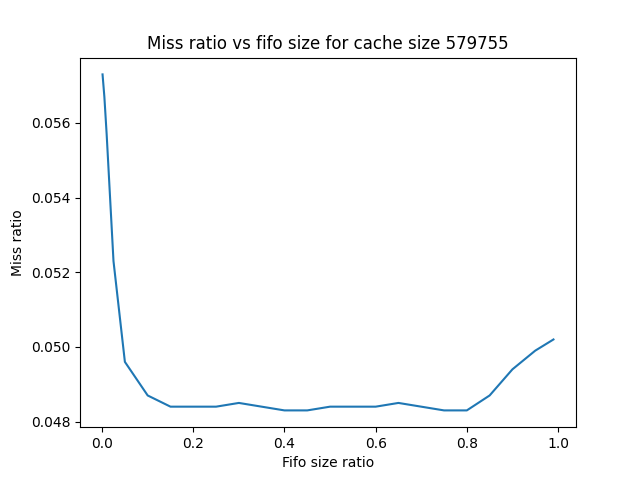 Miss ratio vs fifo size for cache size 579755
0.056
0.054
0.052
0.050
0.048
Miss ratio
0.0 0.2 0.4 0.6 0.8 1.0
Fifo size ratio